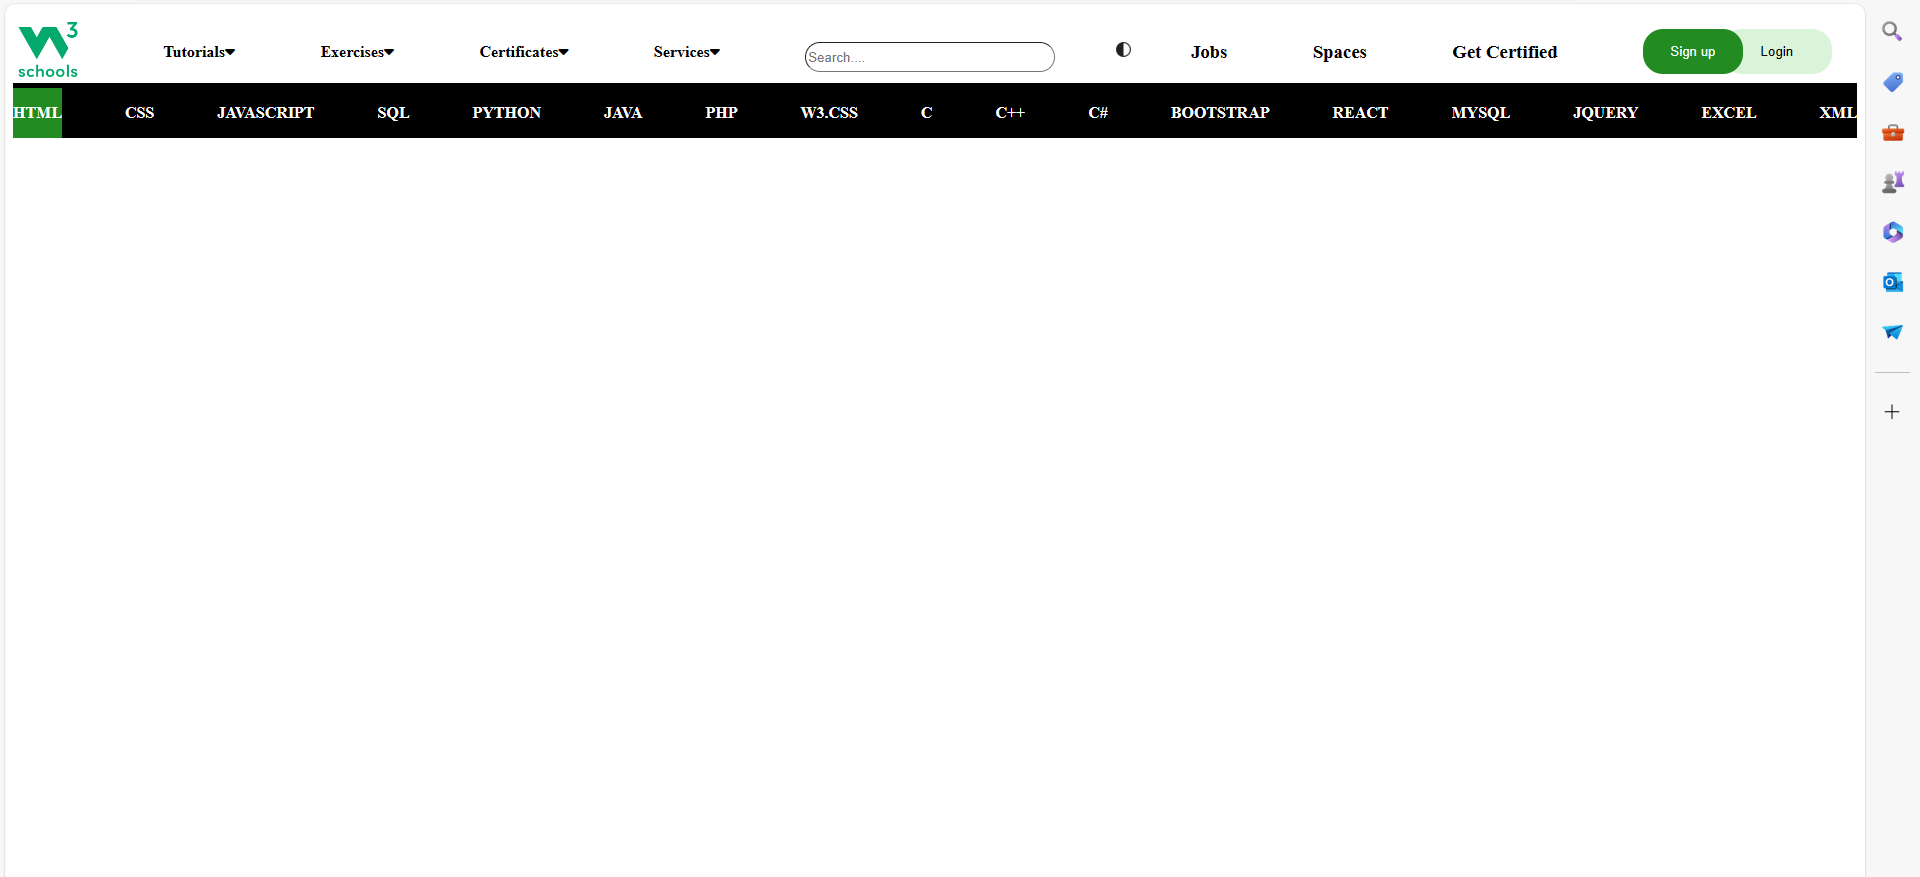 3
schools
Tutorials Exercises Certificates Services Search.... Jobs Spaces Get Certified Sign up Login
HTML CSS JAVASCRIPT SQL PYTHON JAVA PHP W3.CSS C C++ C# BOOTSTRAP REACT MYSQL JQUERY EXCEL XML